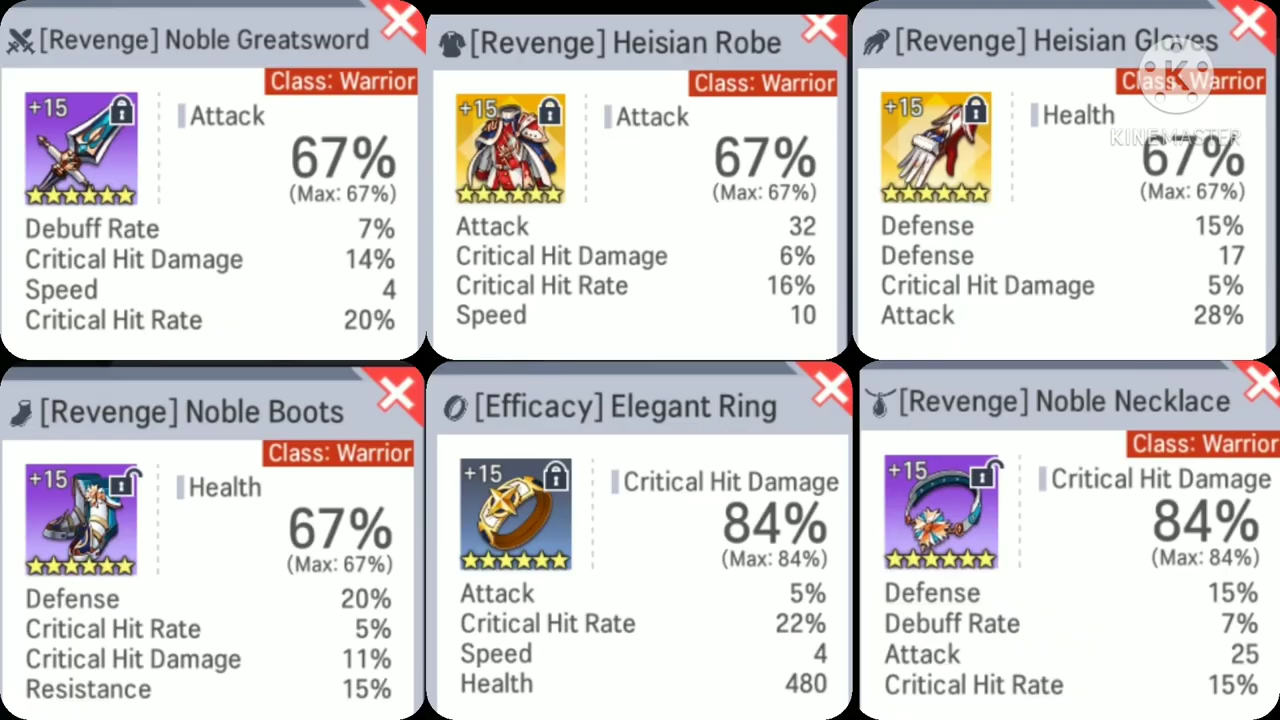 [Revenge] Noble Greatsword
Class: Warrior
+15
Attack
67%
(Max: 67%)
Debuff Rate 7%
Critical Hit Damage 14%
Speed 4
Critical Hit Rate 20%
[Revenge] Heisian Robe
Class: Warrior
+15
Attack
67%
(Max: 67%)
Attack 32
Critical Hit Damage 6%
Critical Hit Rate 16%
Speed 10
[Revenge] Heisian Gloves
Class: Warrior
+15
Health
K
KINEMASTER
67%
(Max: 67%)
Defense 15%
Defense 17
Critical Hit Damage 5%
Attack 28%
[Revenge] Noble Boots
Class: Warrior
+15
Health
67%
(Max: 67%)
Defense 20%
Critical Hit Rate 5%
Critical Hit Damage 11%
Resistance 15%
[Efficacy] Elegant Ring
+15
Critical Hit Damage
84%
(Max: 84%)
Attack 5%
Critical Hit Rate 22%
Speed 4
Health 480
[Revenge] Noble Necklace
Class: Warrior
+15
Critical Hit Damage
84%
(Max: 84%)
Defense 15%
Debuff Rate 7%
Attack 25
Critical Hit Rate 15%